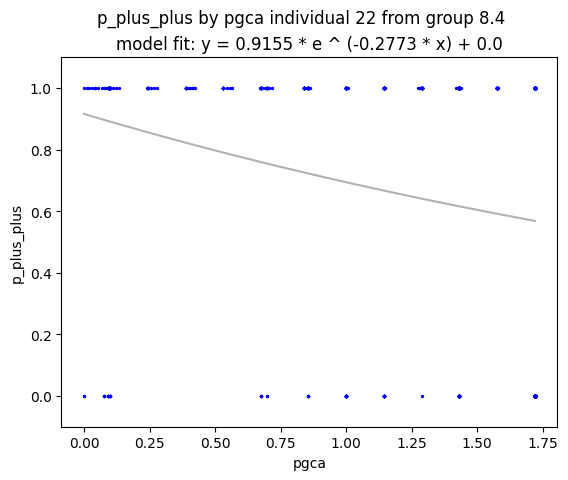 p_plus_plus by pgca individual 22 from group 8.4
model fit: y = 0.9155 * e ^ (-0.2773 * x) + 0.0
1.0
0.8
0.6
0.4
0.2
0.0
p_plus_plus
0.00 0.25 0.50 0.75 1.00 1.25 1.50 1.75
pgca